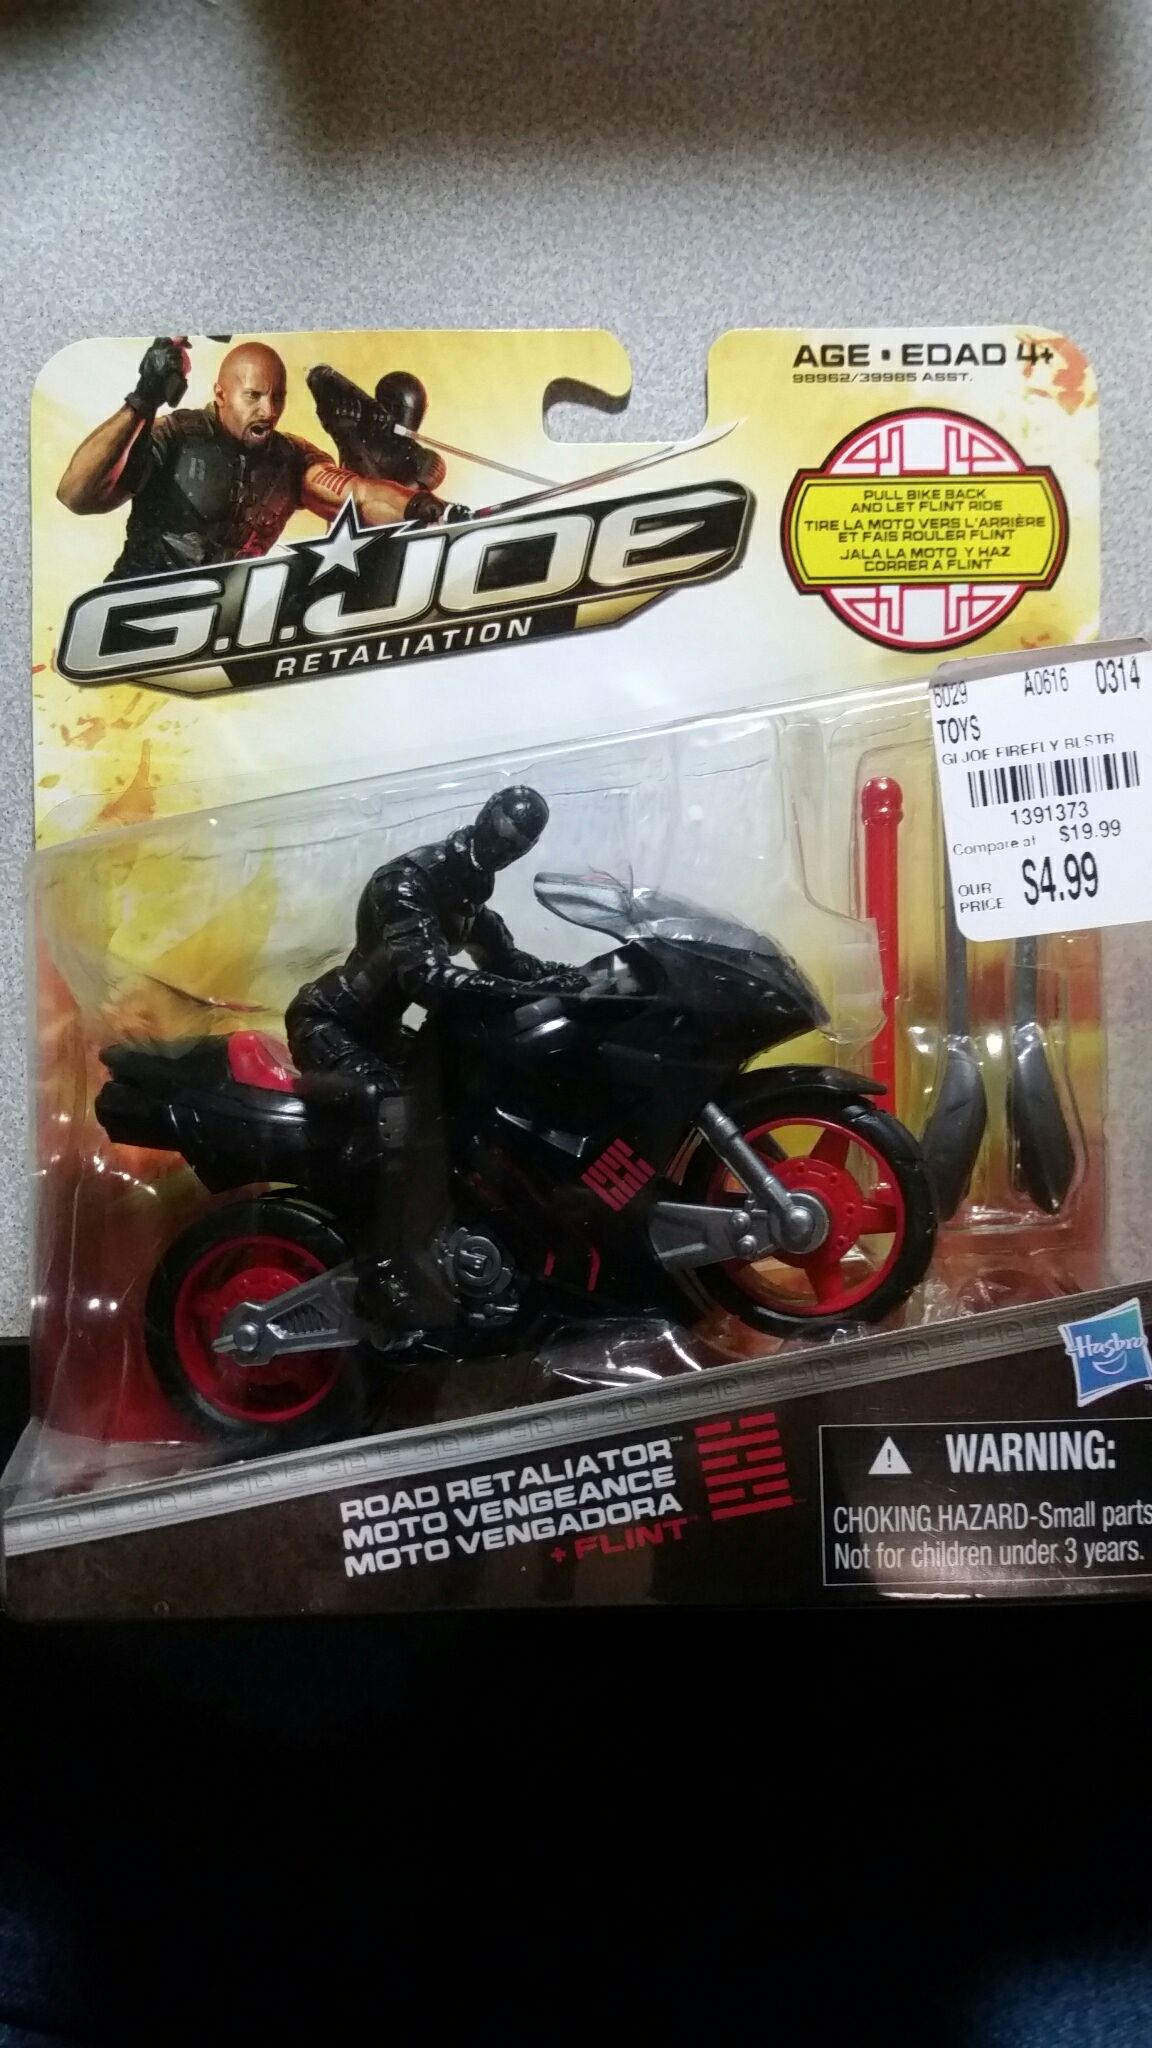 AGE • EDAD 4+
98962/39985 ASST.
PULL BIKE BACK
AND LET FLINT RIDE
TIRE LA MOTO VERS L'ARRIÈRE
ET FAIS ROULER FLINT
JALA LA MOTO Y HAZ
CORRER A FLINT
G.I.JOE
RETALIATION
6029 A0616 0314
TOYS
GI JOE FIREFLY BLSTR
1391373
Compare at $19.99
OUR PRICE $4.99
Hasbro
ROAD RETALIATOR™
MOTO VENGEANCE
MOTO VENGADORA
+ FLINT™
WARNING:
CHOKING HAZARD-Small parts
Not for children under 3 years.